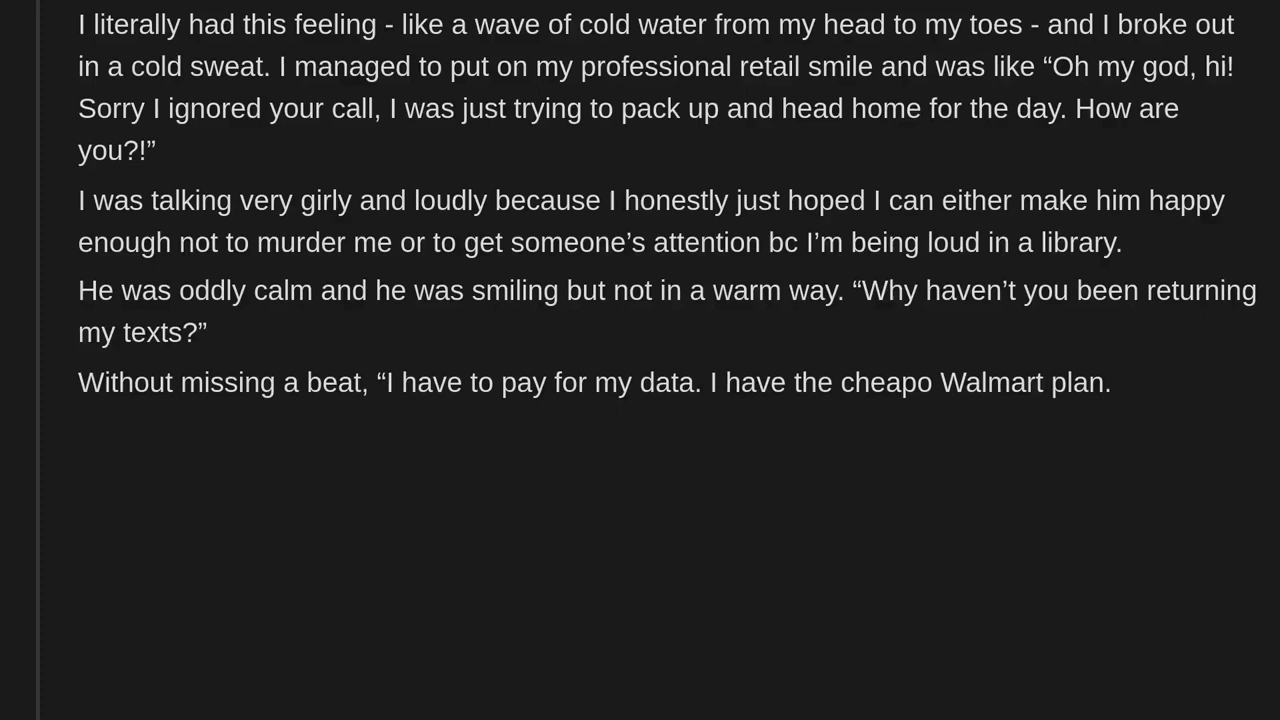 I literally had this feeling - like a wave of cold water from my head to my toes - and I broke out
in a cold sweat. I managed to put on my professional retail smile and was like “Oh my god, hi!
Sorry I ignored your call, I was just trying to pack up and head home for the day. How are
you?!”
I was talking very girly and loudly because I honestly just hoped I can either make him happy
enough not to murder me or to get someone’s attention bc I’m being loud in a library.
He was oddly calm and he was smiling but not in a warm way. “Why haven’t you been returning
my texts?”
Without missing a beat, “I have to pay for my data. I have the cheapo Walmart plan.